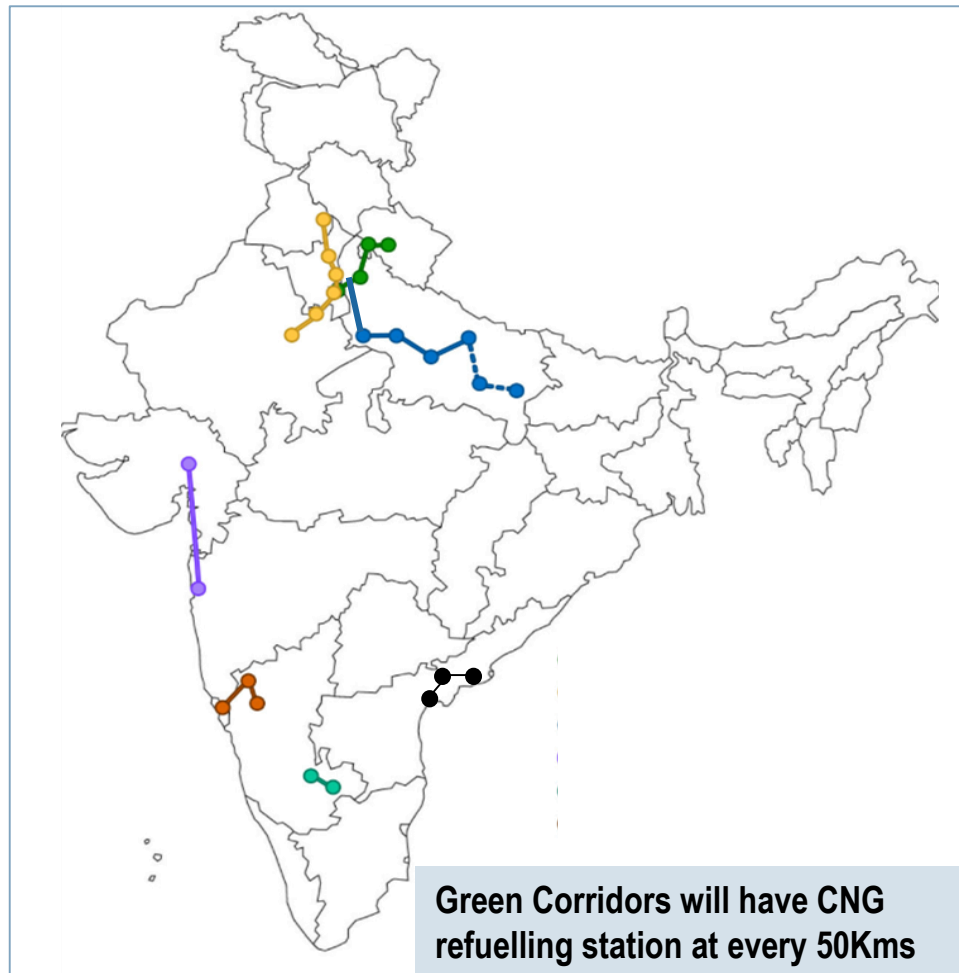 Green Corridors will have CNG
refuelling station at every 50Kms